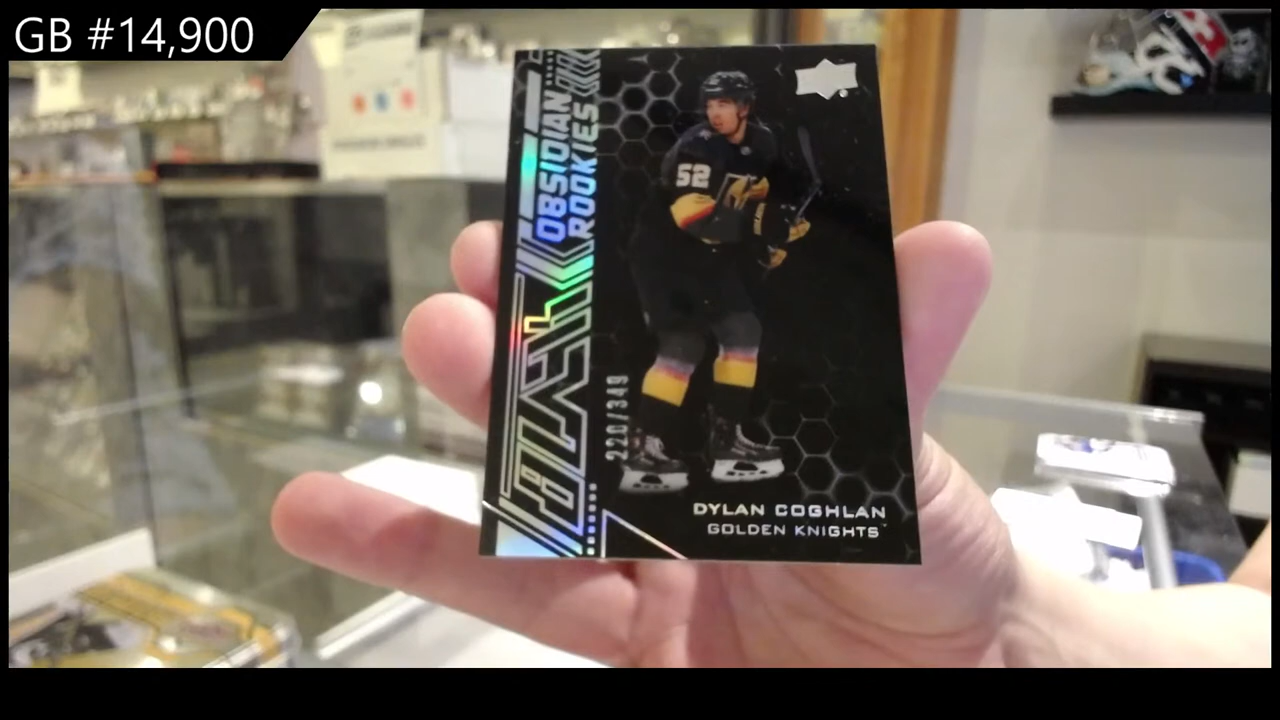 GB #14,900
OBSIDIAN
ROOKIES
52
220/349
DYLAN COGHLAN
GOLDEN KNIGHTS